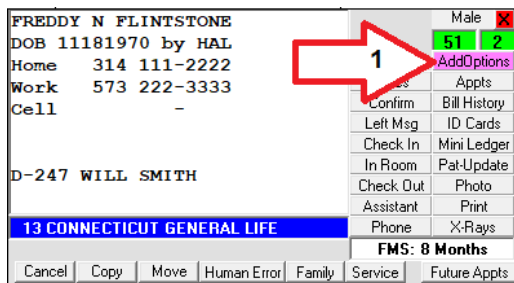 FREDDY N FLINTSTONE
DOB 11181970 by HAL
Home 314 111-2222
Work 573 222-3333
Cell -
D-247 WILL SMITH
13 CONNECTICUT GENERAL LIFE
1
Male X
51 2
AddOptions
Appts
Confirm Bill History
Left Msg ID Cards
Check In Mini Ledger
In Room Pat-Update
Check Out Photo
Assistant Print
Phone X-Rays
FMS: 8 Months
Cancel Copy Move Human Error Family Service Future Appts